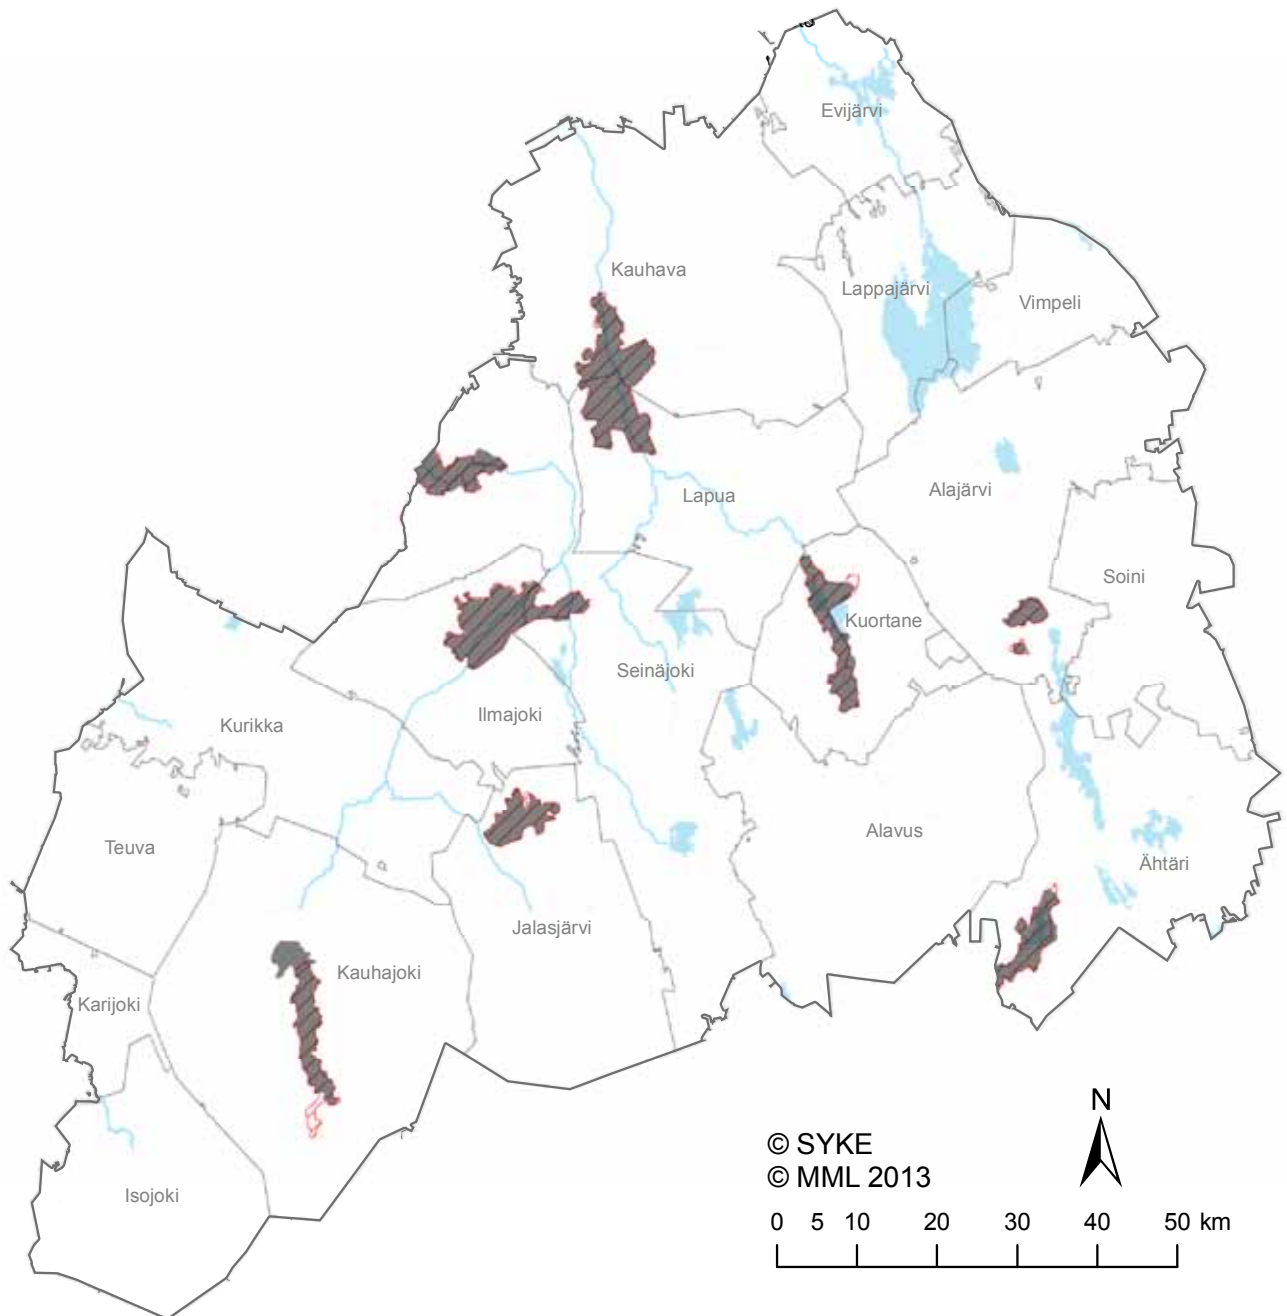 Evijärvi
Kauhava
Lappajärvi
Vimpeli
Lapua
Alajärvi
Soini
Kuortane
Seinäjoki
Ilmajoki
Kurikka
Alavus
Teuva
Ähtäri
Jalasjärvi
Kauhajoki
Karijoki
Isojoki
N
© SYKE
© MML 2013
0 5 10 20 30 40 50 km